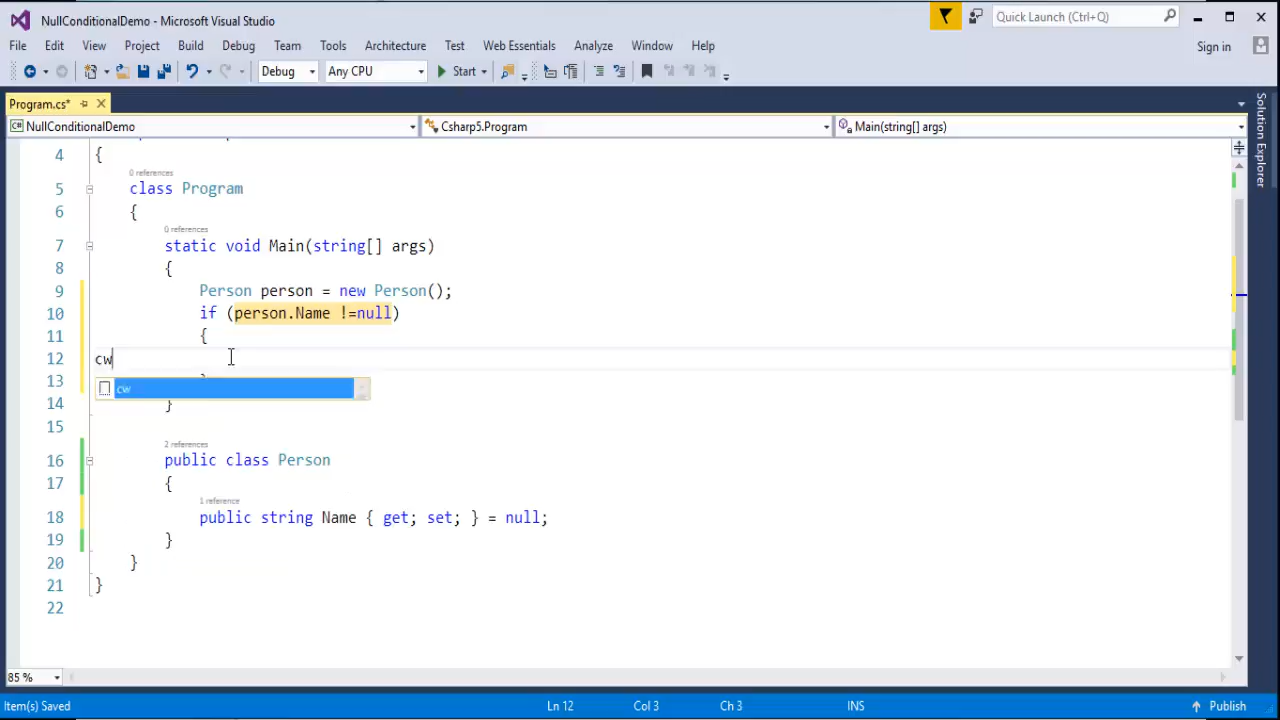 NullConditionalDemo - Microsoft Visual Studio
Quick Launch (Ctrl+Q)
File Edit View Project Build Debug Team Tools Architecture Test Web Essentials Analyze Window Help
Sign in
Debug Any CPU Start
Program.cs*
NullConditionalDemo Csharp5.Program Main(string[] args)
Solution Explorer
4 {
0 references
5 class Program
6 {
0 references
7 static void Main(string[] args)
8 {
9 Person person = new Person();
10 if (person.Name !=null)
11 {
12 cw
13
cw
14 }
15
2 references
16 public class Person
17 {
1 reference
18 public string Name { get; set; } = null;
19 }
20 }
21 }
22
85 %
Item(s) Saved Ln 12 Col 3 Ch 3 INS Publish